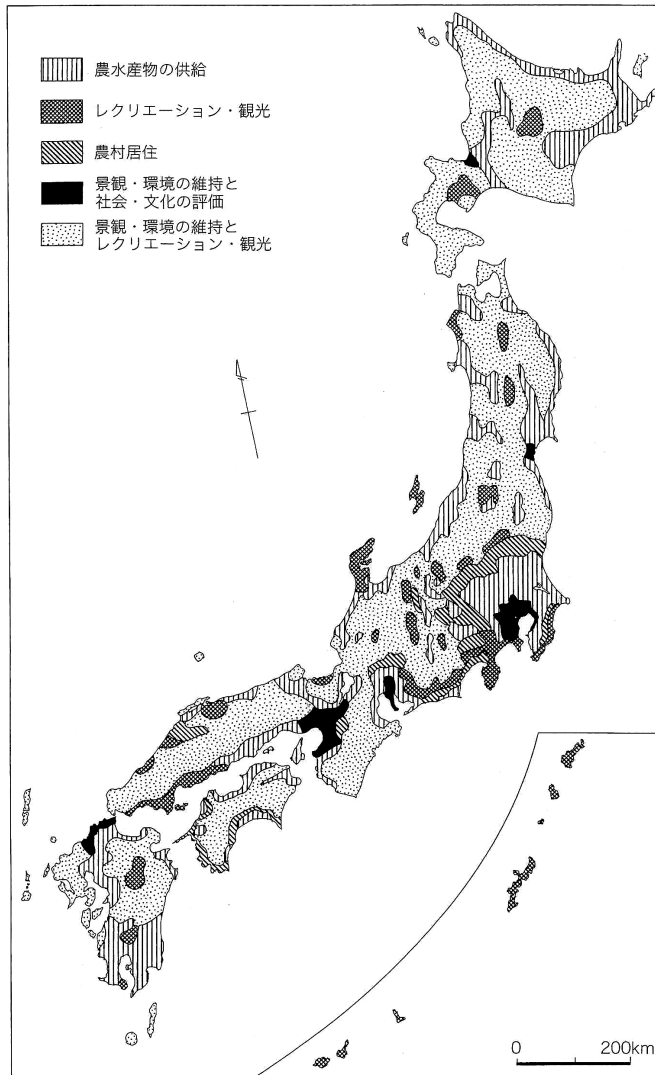 農水産物の供給
レクリエーション・観光
農村居住
景観・環境の維持と
社会・文化の評価
景観・環境の維持と
レクリエーション・観光
0 200km